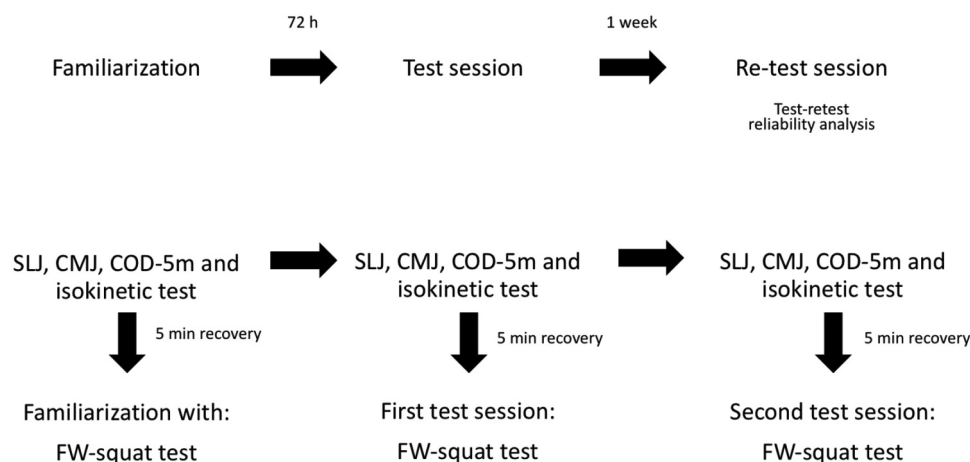 72 h
1 week
Familiarization
Test session
Re-test session
Test-retest
reliability analysis
SLJ, CMJ, COD-5m and
isokinetic test
SLJ, CMJ, COD-5m and
isokinetic test
SLJ, CMJ, COD-5m and
isokinetic test
5 min recovery
5 min recovery
5 min recovery
Familiarization with:
FW-squat test
First test session:
FW-squat test
Second test session:
FW-squat test